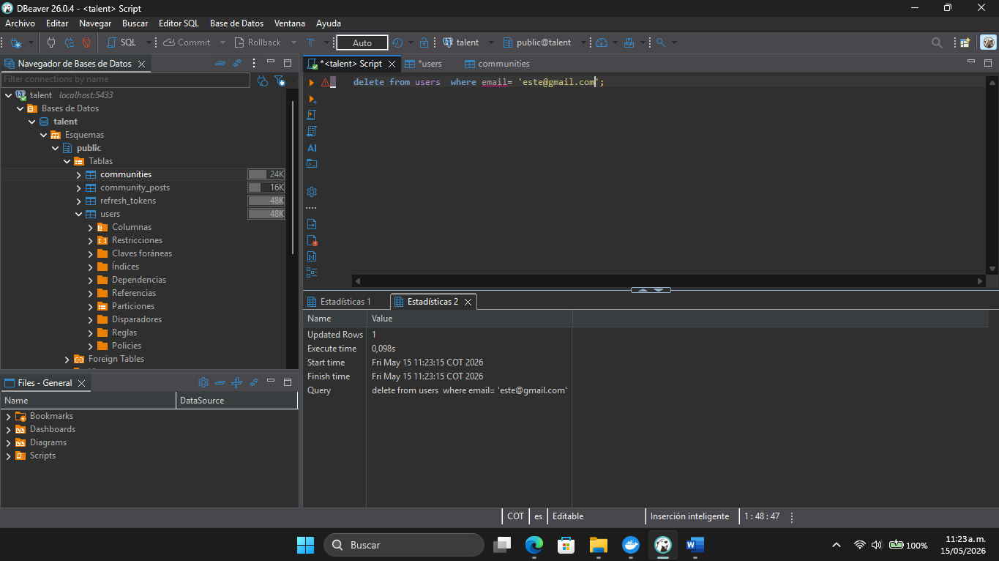 DBeaver 26.0.4 - <talent> Script
Archivo Editar Navegar Buscar Editor SQL Base de Datos Ventana Ayuda
SQL Commit Rollback T Auto talent public@talent
Navegador de Bases de Datos
*<talent> Script *users communities
Filter connections by name
delete from users  where email= 'este@gmail.com';
talent localhost:5433
Bases de Datos
talent
Esquemas
public
Tablas
communities 24K
community_posts 16K
refresh_tokens 48K
users 48K
Columnas
Restricciones
Claves foráneas
Índices
Dependencias
Referencias
Particiones
Disparadores
Reglas
Policies
Foreign Tables
AI
Estadísticas 1 Estadísticas 2
Name Value
Updated Rows 1
Execute time 0,098s
Start time Fri May 15 11:23:15 COT 2026
Finish time Fri May 15 11:23:15 COT 2026
Query delete from users  where email= 'este@gmail.com'
Files - General
Name DataSource
Bookmarks
Dashboards
Diagrams
Scripts
COT es Editable Inserción inteligente 1 : 48 : 47
Buscar
100%
11:23 a. m.
15/05/2026